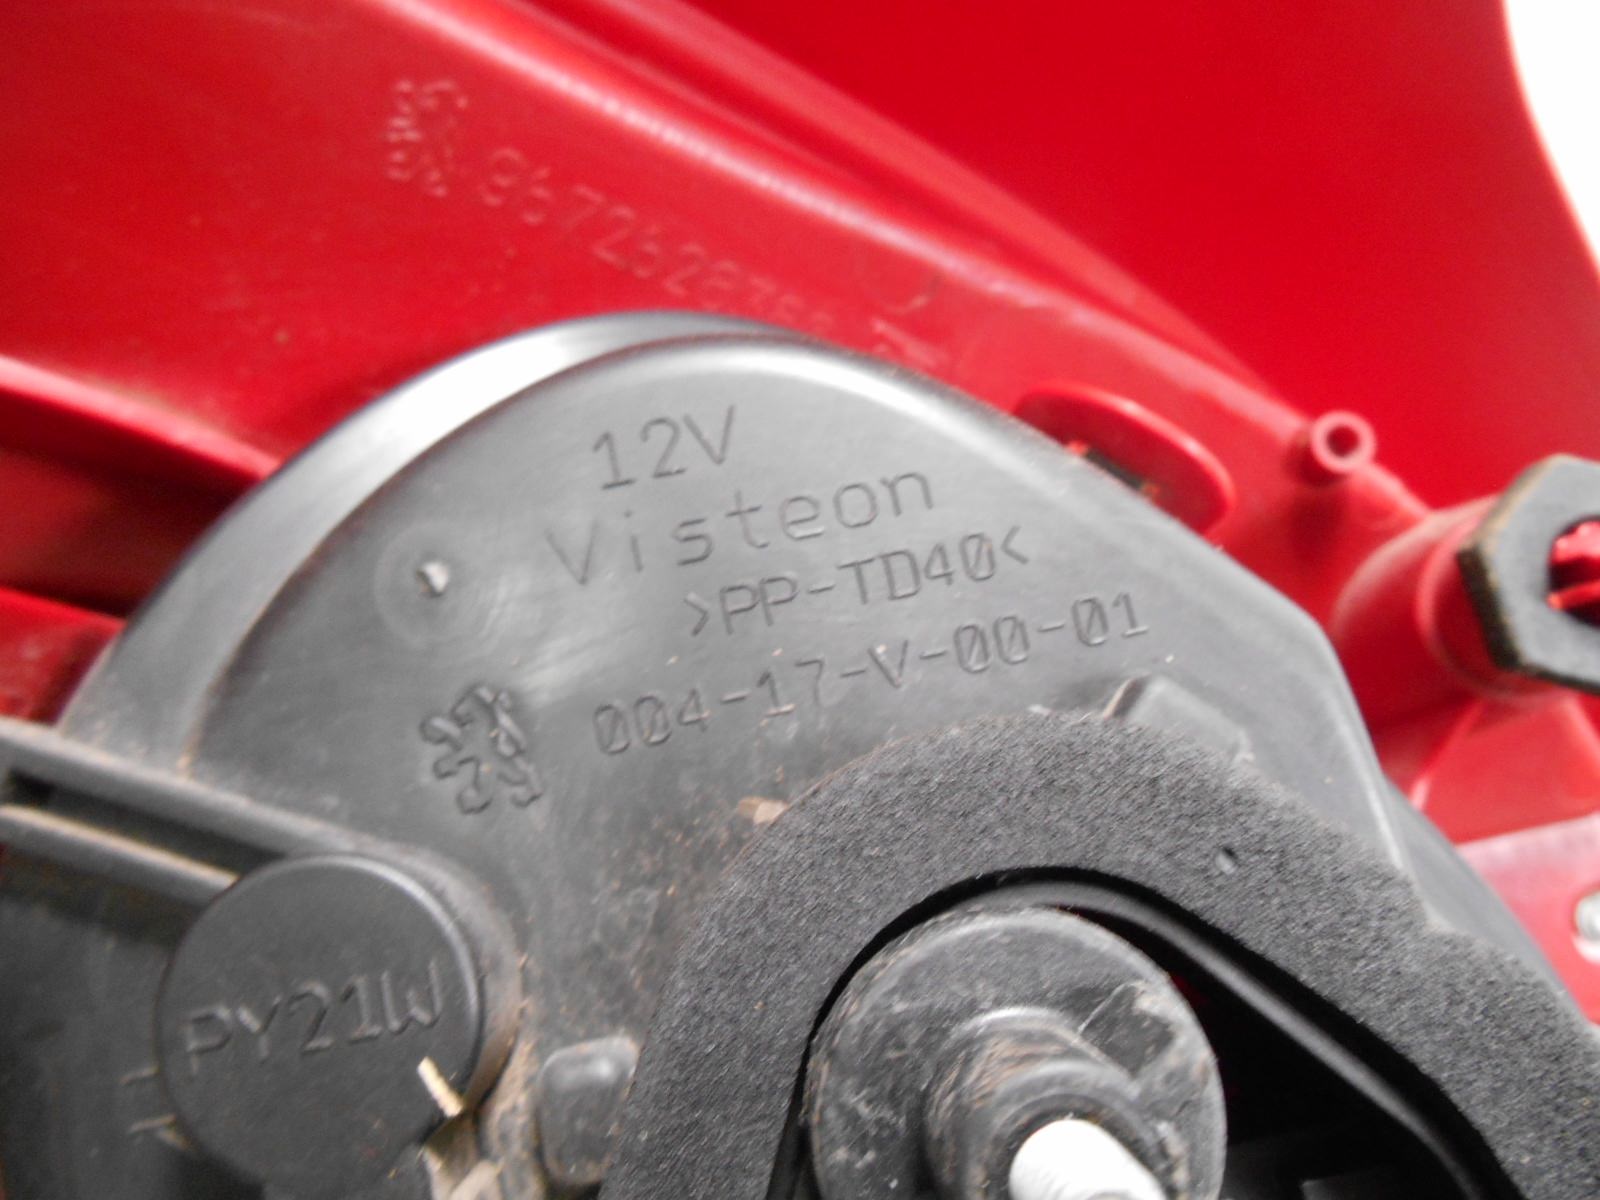 12V
Visteon
>PP-TD40<
004-17-V-00-01
PY21W